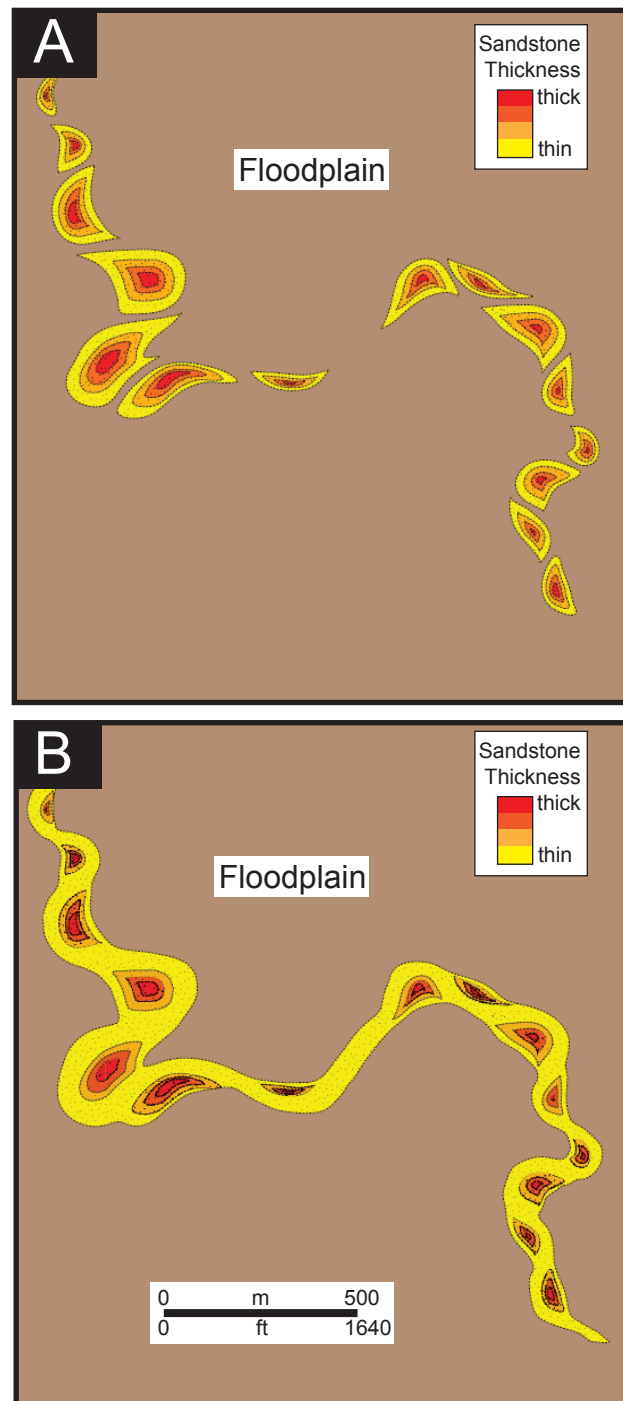 A
Sandstone
Thickness
thick
thin
Floodplain
B
Sandstone
Thickness
thick
thin
Floodplain
0 m 500
0 ft 1640